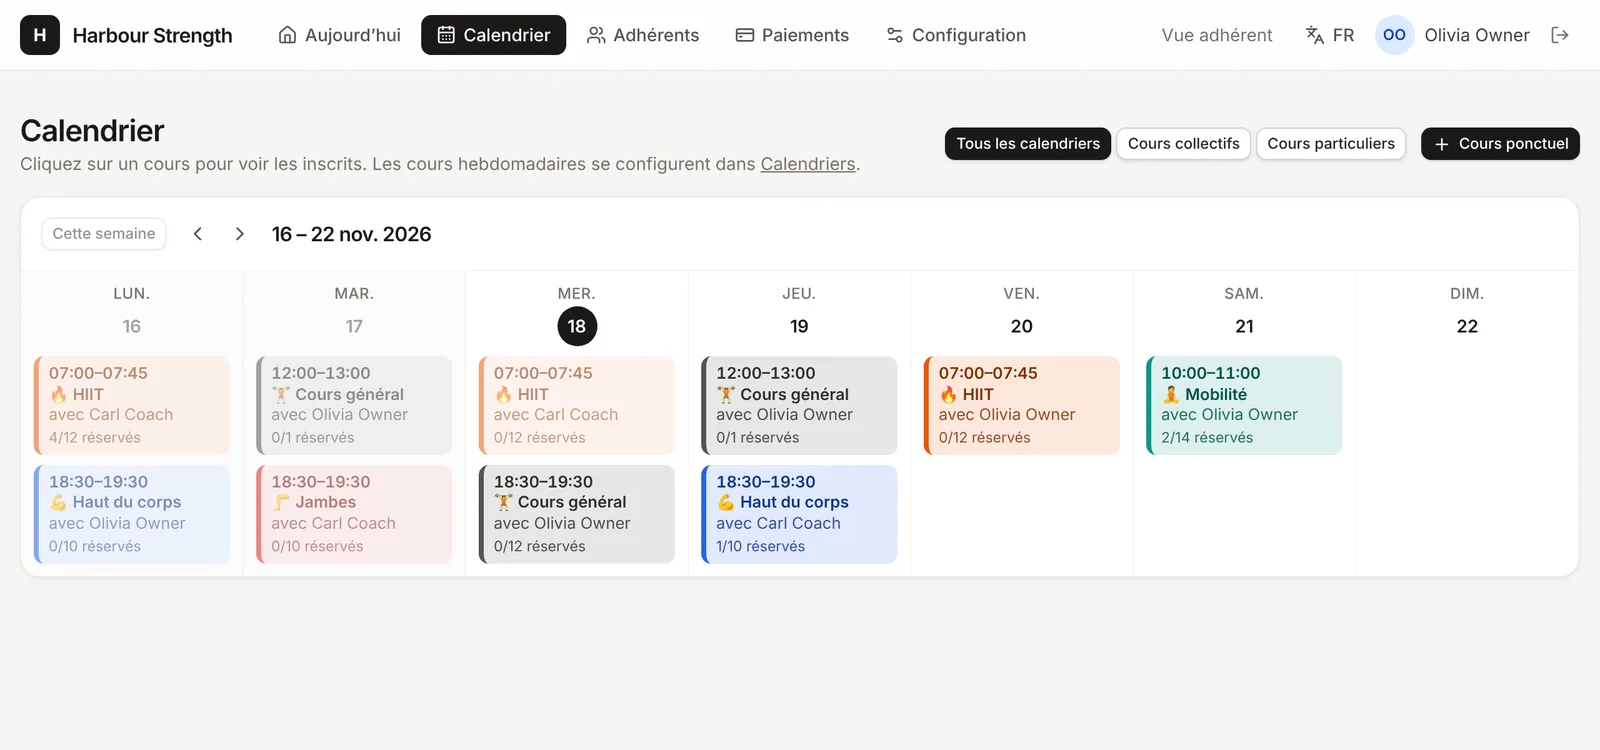 H Harbour Strength Aujourd’hui Calendrier Adhérents Paiements Configuration Vue adhérent FR OO Olivia Owner
Calendrier
Cliquez sur un cours pour voir les inscrits. Les cours hebdomadaires se configurent dans Calendriers.
Tous les calendriers Cours collectifs Cours particuliers + Cours ponctuel
Cette semaine 16 – 22 nov. 2026
LUN.
16
07:00–07:45
🔥 HIIT
avec Carl Coach
4/12 réservés
18:30–19:30
💪 Haut du corps
avec Olivia Owner
0/10 réservés
MAR.
17
12:00–13:00
🏋️ Cours général
avec Olivia Owner
0/1 réservés
18:30–19:30
🦵 Jambes
avec Carl Coach
0/10 réservés
MER.
18
07:00–07:45
🔥 HIIT
avec Carl Coach
0/12 réservés
18:30–19:30
🏋️ Cours général
avec Olivia Owner
0/12 réservés
JEU.
19
12:00–13:00
🏋️ Cours général
avec Olivia Owner
0/1 réservés
18:30–19:30
💪 Haut du corps
avec Carl Coach
1/10 réservés
VEN.
20
07:00–07:45
🔥 HIIT
avec Olivia Owner
0/12 réservés
SAM.
21
10:00–11:00
🧘 Mobilité
avec Olivia Owner
2/14 réservés
DIM.
22